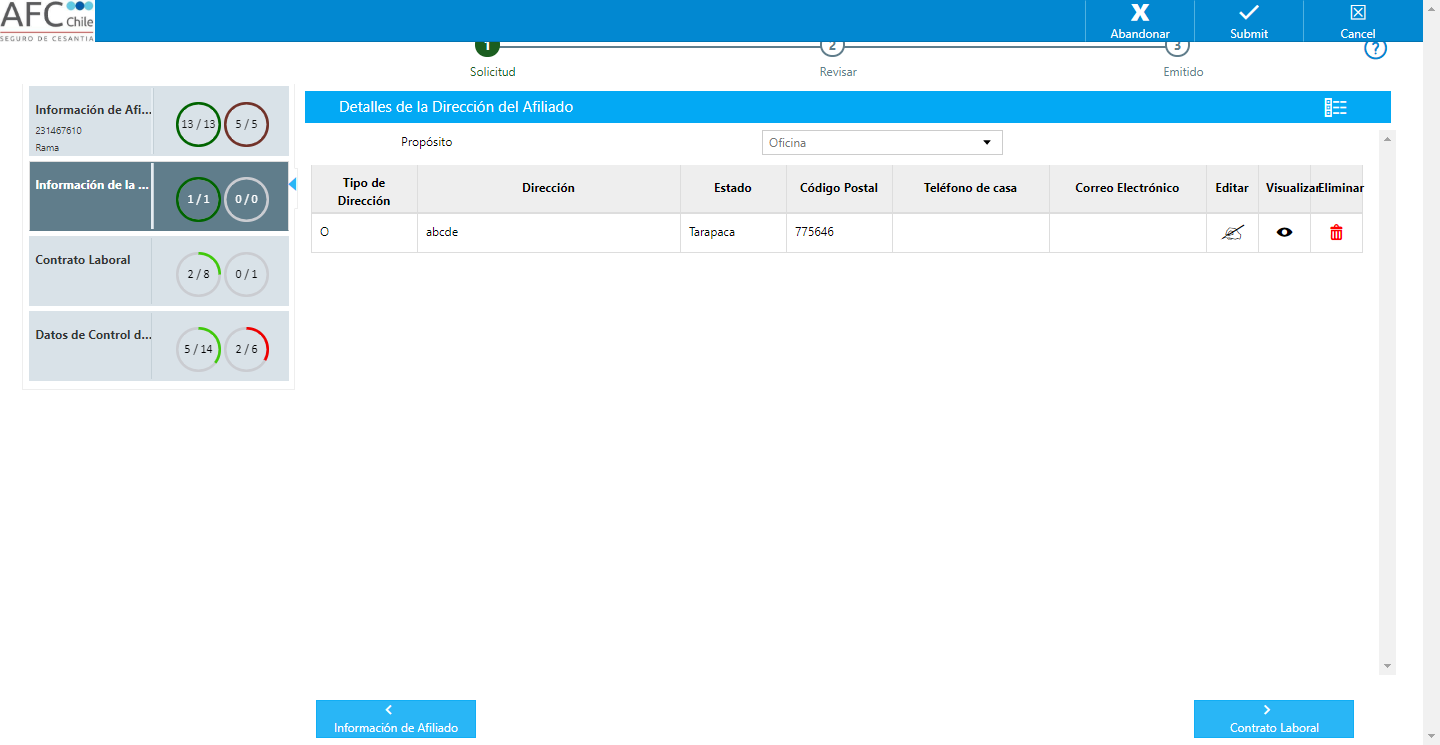 AFC
Chile
SEGURO DE CESANTIA
Abandonar
Submit
Cancel
1
2
3
?
Solicitud
Revisar
Emitido
Información de Afi...
231467610
Rama
13 / 13
5 / 5
Información de la ...
1 / 1
0 / 0
Contrato Laboral
2 / 8
0 / 1
Datos de Control d...
5 / 14
2 / 6
Detalles de la Dirección del Afiliado
Propósito
Oficina
Tipo de
Dirección
Dirección
Estado
Código Postal
Teléfono de casa
Correo Electrónico
Editar
Visualizar
Eliminar
O
abcde
Tarapaca
775646
Información de Afiliado
Contrato Laboral